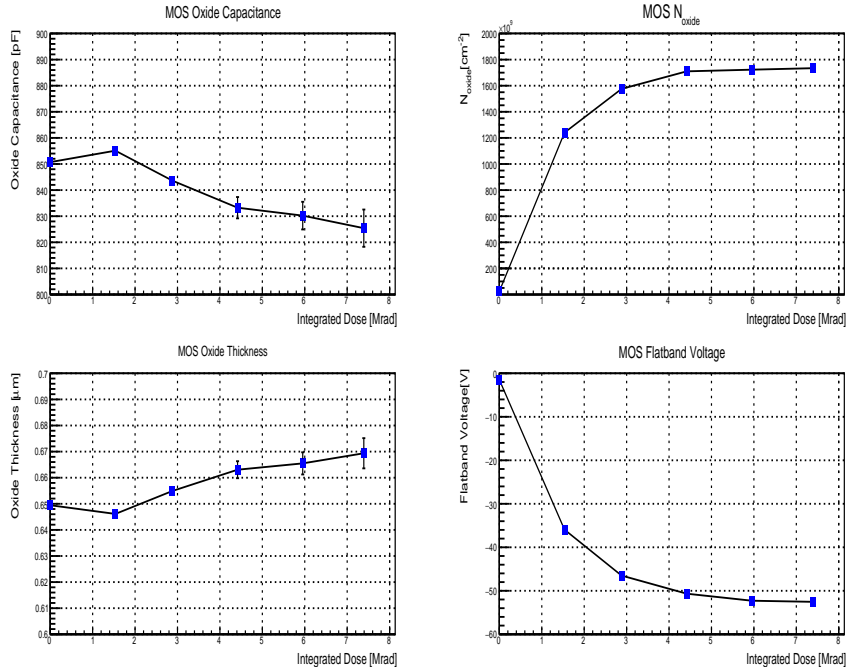 MOS Oxide Capacitance
Oxide Capacitance [pF]
900
890
880
870
860
850
840
830
820
810
800
0 1 2 3 4 5 6 7 8
Integrated Dose [Mrad]
MOS Noxide
×10⁹
Noxide[cm-2]
2000
1800
1600
1400
1200
1000
800
600
400
200
0
0 1 2 3 4 5 6 7 8
Integrated Dose [Mrad]
MOS Oxide Thickness
Oxide Thickness [μm]
0.7
0.69
0.68
0.67
0.66
0.65
0.64
0.63
0.62
0.61
0.6
0 1 2 3 4 5 6 7 8
Integrated Dose [Mrad]
MOS Flatband Voltage
Flatband Voltage[V]
0
−10
−20
−30
−40
−50
−60
0 1 2 3 4 5 6 7 8
Integrated Dose [Mrad]